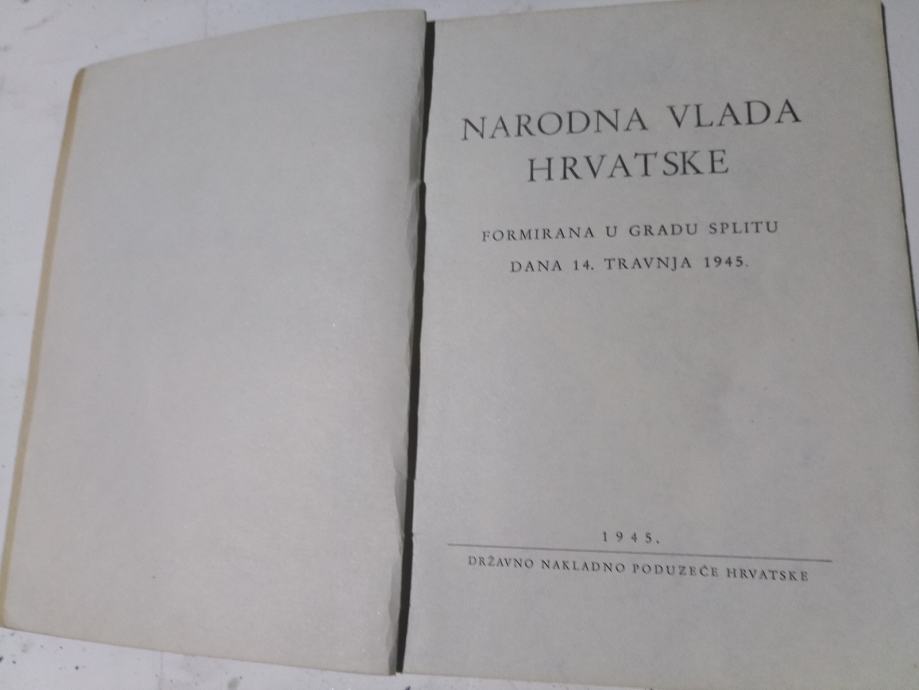 NARODNA VLADA
HRVATSKE
FORMIRANA U GRADU SPLITU
DANA 14. TRAVNJA 1945.
1945.
DRŽAVNO NAKLADNO PODUZEĆE HRVATSKE